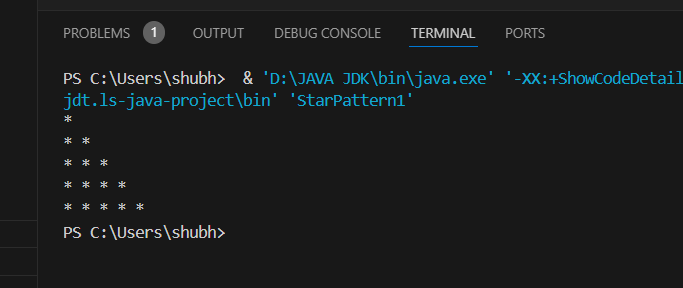 PROBLEMS 1 OUTPUT DEBUG CONSOLE TERMINAL PORTS
PS C:\Users\shubh>  & 'D:\JAVA JDK\bin\java.exe' '-XX:+ShowCodeDetail
jdt.ls-java-project\bin' 'StarPattern1'
*
* *
* * *
* * * *
* * * * *
PS C:\Users\shubh>